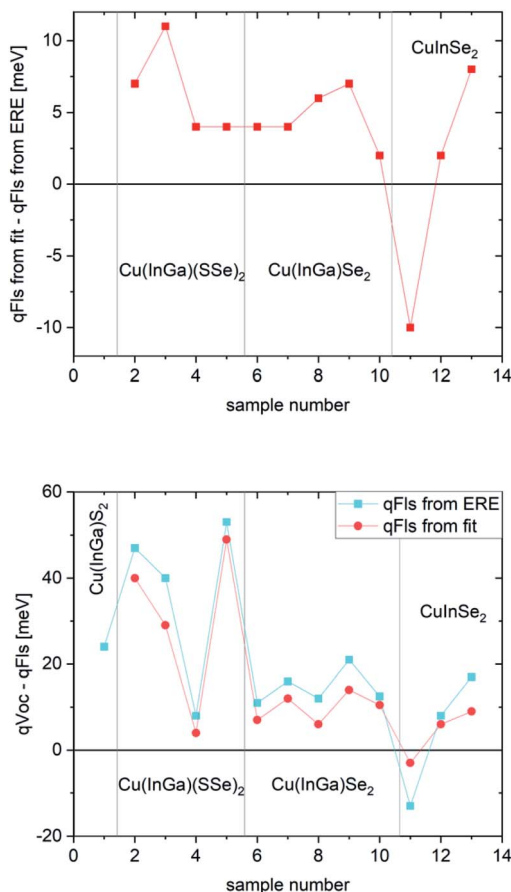 qFls from fit - qFls from ERE [meV]
10
5
0
-5
-10
CuInSe₂
Cu(InGa)(SSe)₂
Cu(InGa)Se₂
0 2 4 6 8 10 12 14
sample number
qVoc - qFls [meV]
60
40
20
0
-20
Cu(InGa)S₂
qFls from ERE
qFls from fit
CuInSe₂
Cu(InGa)(SSe)₂
Cu(InGa)Se₂
0 2 4 6 8 10 12 14
sample number